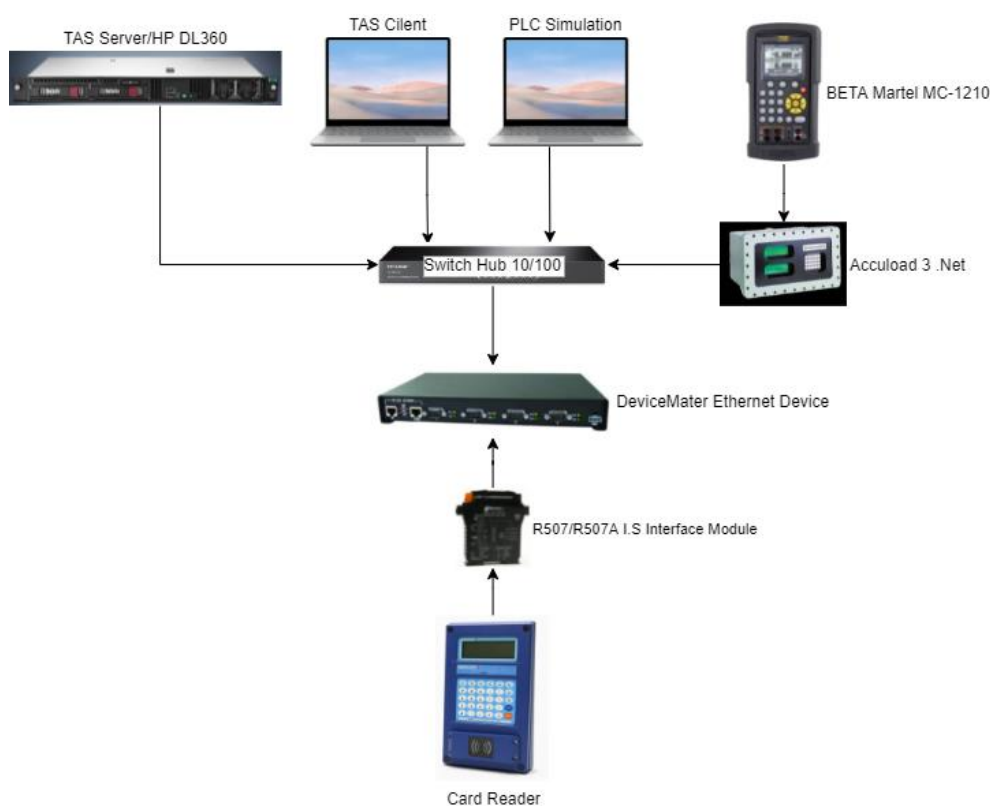 TAS Server/HP DL360
TAS Cilent
PLC Simulation
BETA Martel MC-1210
Switch Hub 10/100
Accuload 3 .Net
DeviceMater Ethernet Device
R507/R507A I.S Interface Module
Card Reader